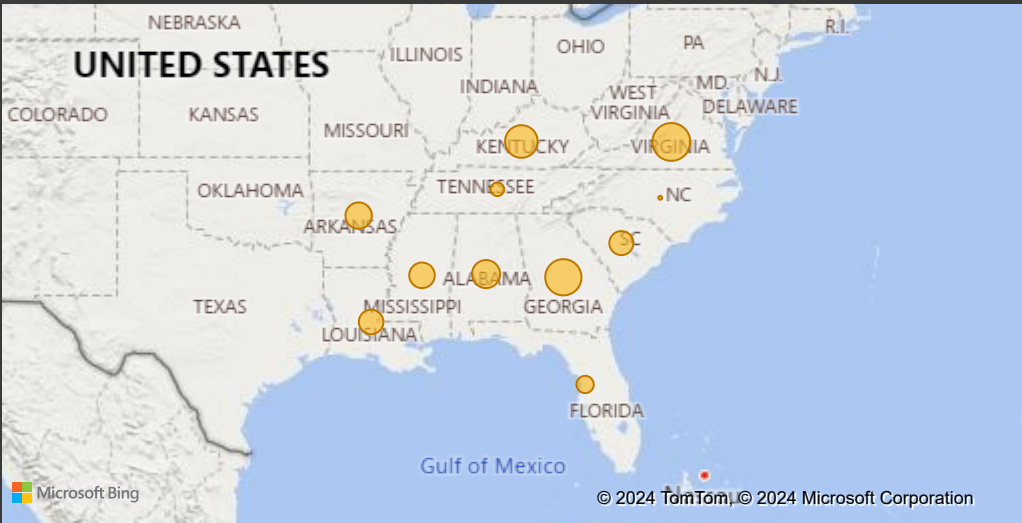 NEBRASKA
R.I.
ILLINOIS
OHIO
PA
UNITED STATES
INDIANA
N.J.
MD.
WEST
VIRGINIA
DELAWARE
COLORADO
KANSAS
MISSOURI
KENTUCKY
VIRGINIA
OKLAHOMA
TENNESSEE
NC
ARKANSAS
SC
ALABAMA
TEXAS
MISSISSIPPI
GEORGIA
LOUISIANA
FLORIDA
Gulf of Mexico
Microsoft Bing
Nassau
© 2024 TomTom, © 2024 Microsoft Corporation